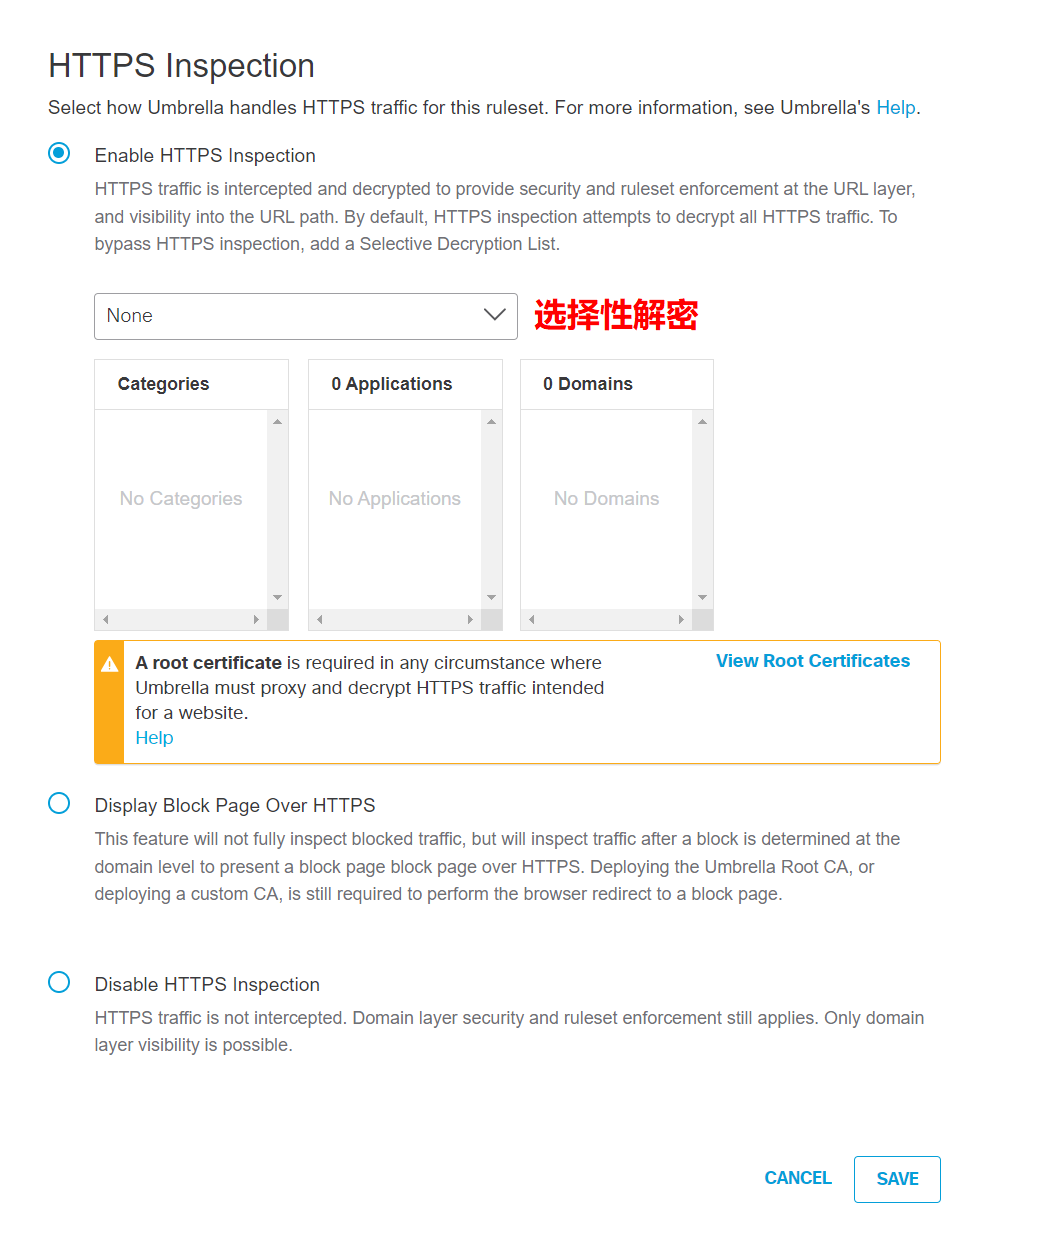 HTTPS Inspection
Select how Umbrella handles HTTPS traffic for this ruleset. For more information, see Umbrella's Help.
Enable HTTPS Inspection
HTTPS traffic is intercepted and decrypted to provide security and ruleset enforcement at the URL layer,
and visibility into the URL path. By default, HTTPS inspection attempts to decrypt all HTTPS traffic. To
bypass HTTPS inspection, add a Selective Decryption List.
None 选择性解密
Categories 0 Applications 0 Domains
No Categories No Applications No Domains
A root certificate is required in any circumstance where View Root Certificates
Umbrella must proxy and decrypt HTTPS traffic intended
for a website.
Help
Display Block Page Over HTTPS
This feature will not fully inspect blocked traffic, but will inspect traffic after a block is determined at the
domain level to present a block page block page over HTTPS. Deploying the Umbrella Root CA, or
deploying a custom CA, is still required to perform the browser redirect to a block page.
Disable HTTPS Inspection
HTTPS traffic is not intercepted. Domain layer security and ruleset enforcement still applies. Only domain
layer visibility is possible.
CANCEL SAVE